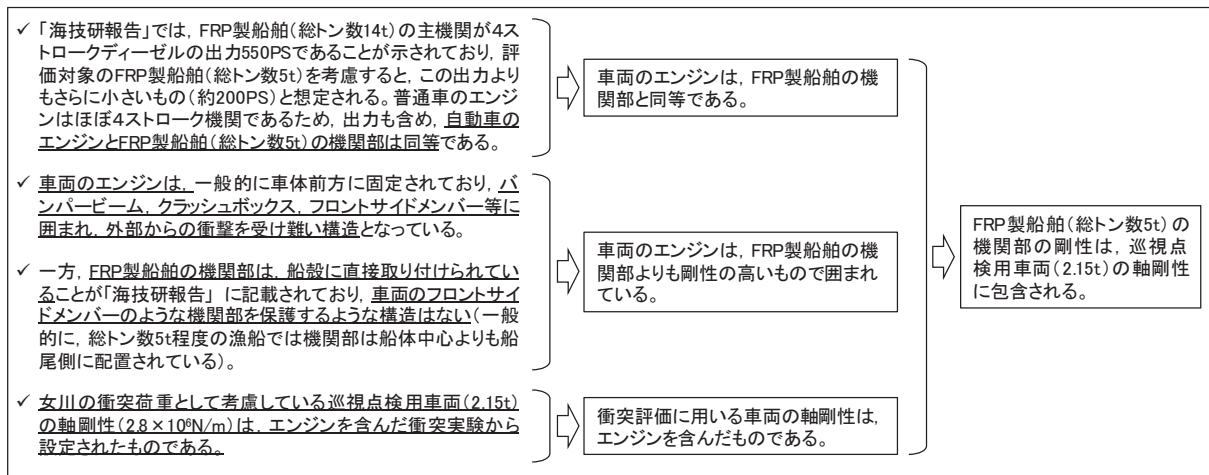 ✓ 「海技研報告」では，FRP製船舶（総トン数14t）の主機関が4ス
トロークディーゼルの出力550PSであることが示されており，評
価対象のFRP製船舶（総トン数5t）を考慮すると，この出力より
もさらに小さいもの（約200PS）と想定される。普通車のエンジ
ンはほぼ4ストローク機関であるため，出力も含め，自動車の
エンジンとFRP製船舶（総トン数5t）の機関部は同等である。
車両のエンジンは，FRP製船舶の機
関部と同等である。
✓ 車両のエンジンは，一般的に車体前方に固定されており，バ
ンパービーム，クラッシュボックス，フロントサイドメンバー等に
囲まれ，外部からの衝撃を受け難い構造となっている。
✓ 一方，FRP製船舶の機関部は，船殻に直接取り付けられてい
ることが「海技研報告」 に記載されており，車両のフロントサイ
ドメンバーのような機関部を保護するような構造はない（一般
的に，総トン数5t程度の漁船では機関部は船体中心よりも船
尾側に配置されている）。
車両のエンジンは，FRP製船舶の機
関部よりも剛性の高いもので囲まれ
ている。
✓ 女川の衝突荷重として考慮している巡視点検用車両（2.15t）
の軸剛性（2.8×10⁶N/m）は，エンジンを含んだ衝突実験から
設定されたものである。
衝突評価に用いる車両の軸剛性は，
エンジンを含んだものである。
FRP製船舶（総トン数5t）の
機関部の剛性は，巡視点
検用車両（2.15t）の軸剛性
に包含される。